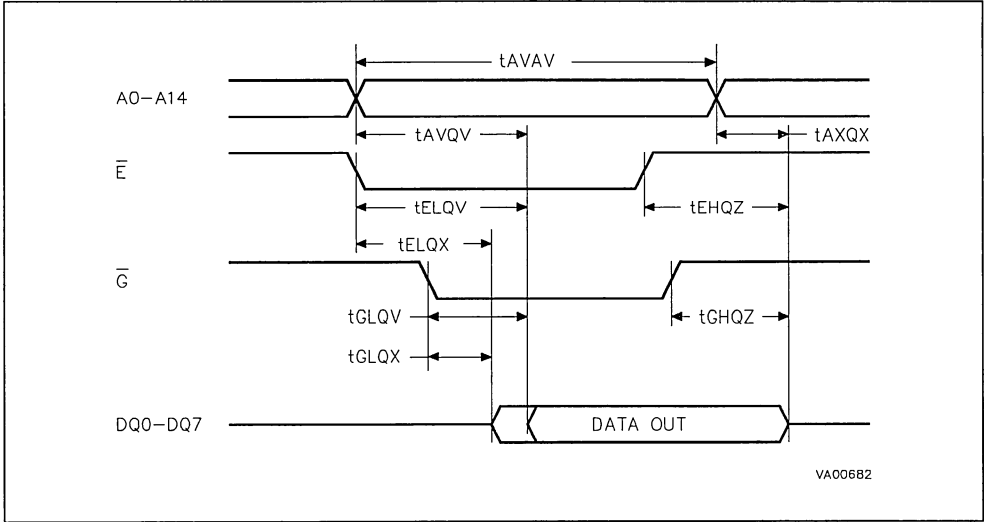 tAVAV
A0-A14
tAVQV
tAXQX
E
tELQV
tEHQZ
tELQX
G
tGLQV
tGHQZ
tGLQX
DQ0-DQ7
DATA OUT
VA00682